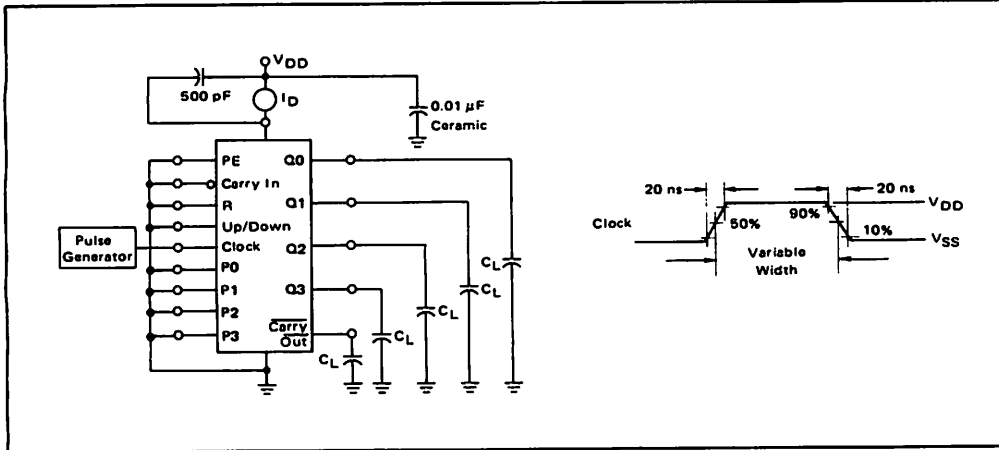 VDD
500 pF
ID
0.01 μF
Ceramic
PE
Q0
Carry In
R
Q1
Up/Down
Pulse
Generator
Clock
Q2
P0
P1
Q3
P2
P3
Carry
Out
CL
CL
CL
CL
CL
20 ns
20 ns
VDD
Clock
50%
90%
10%
VSS
Variable
Width